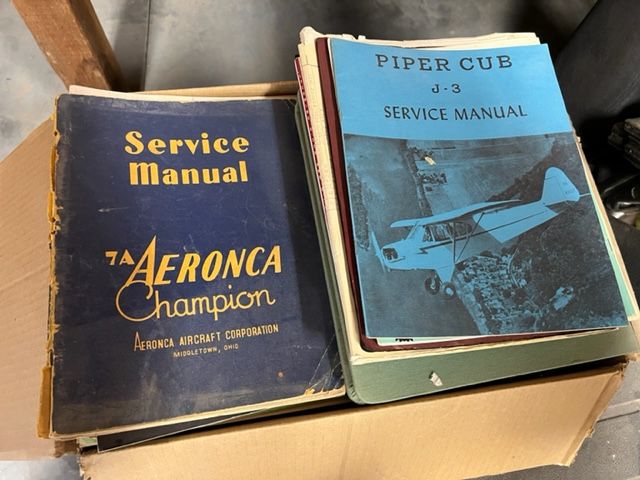 Service
Manual
7A AERONCA
Champion
AERONCA AIRCRAFT CORPORATION
MIDDLETOWN, OHIO
PIPER CUB
J-3
SERVICE MANUAL